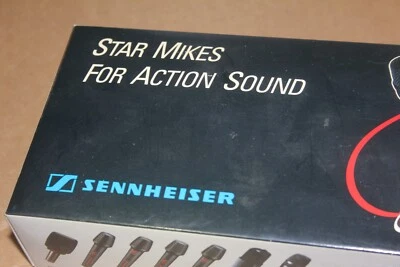 STAR MIKES
FOR ACTION SOUND
SENNHEISER